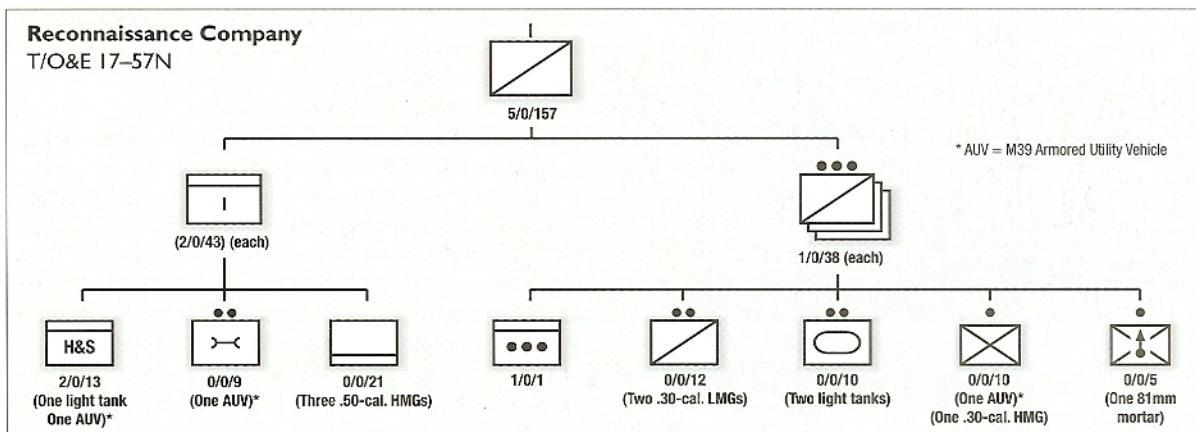 Reconnaissance Company
T/O&E 17–57N
5/0/157
* AUV = M39 Armored Utility Vehicle
(2/0/43) (each)
1/0/38 (each)
H&S
2/0/13
(One light tank
One AUV)*
0/0/9
(One AUV)*
0/0/21
(Three .50-cal. HMGs)
1/0/1
0/0/12
(Two .30-cal. LMGs)
0/0/10
(Two light tanks)
0/0/10
(One AUV)*
(One .30-cal. HMG)
0/0/5
(One 81mm
mortar)